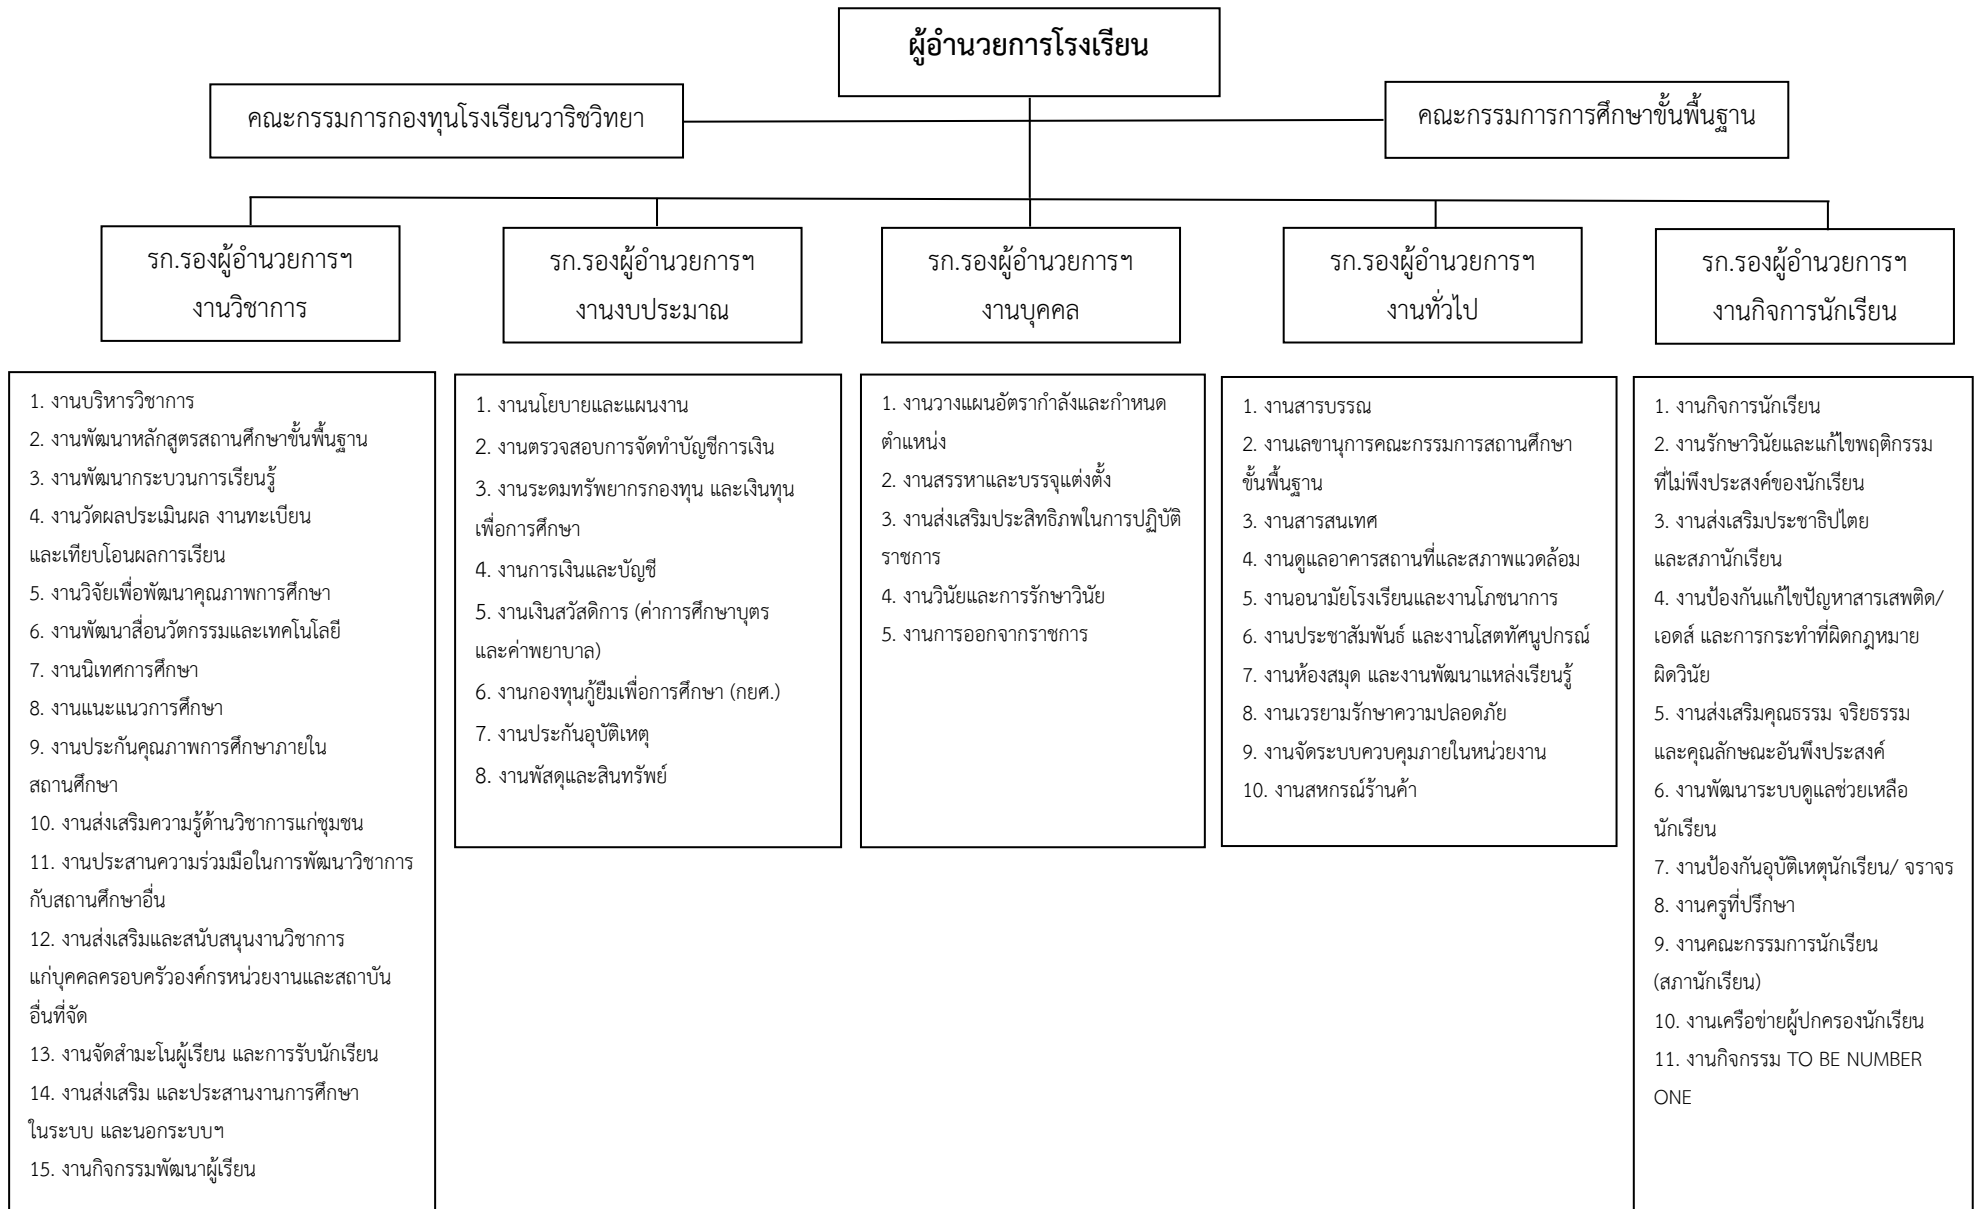 ผู้อำนวยการโรงเรียน
คณะกรรมการกองทุนโรงเรียนวาริชวิทยา
คณะกรรมการการศึกษาขั้นพื้นฐาน
รก.รองผู้อำนวยการฯ
งานวิชาการ
รก.รองผู้อำนวยการฯ
งานงบประมาณ
รก.รองผู้อำนวยการฯ
งานบุคคล
รก.รองผู้อำนวยการฯ
งานทั่วไป
รก.รองผู้อำนวยการฯ
งานกิจการนักเรียน
1. งานบริหารวิชาการ
2. งานพัฒนาหลักสูตรสถานศึกษาขั้นพื้นฐาน
3. งานพัฒนากระบวนการเรียนรู้
4. งานวัดผลประเมินผล งานทะเบียน
และเทียบโอนผลการเรียน
5. งานวิจัยเพื่อพัฒนาคุณภาพการศึกษา
6. งานพัฒนาสื่อนวัตกรรมและเทคโนโลยี
7. งานนิเทศการศึกษา
8. งานแนะแนวการศึกษา
9. งานประกันคุณภาพการศึกษาภายใน
สถานศึกษา
10. งานส่งเสริมความรู้ด้านวิชาการแก่ชุมชน
11. งานประสานความร่วมมือในการพัฒนาวิชาการ
กับสถานศึกษาอื่น
12. งานส่งเสริมและสนับสนุนงานวิชาการ
แก่บุคคลครอบครัวองค์กรหน่วยงานและสถาบัน
อื่นที่จัด
13. งานจัดสำมะโนผู้เรียน และการรับนักเรียน
14. งานส่งเสริม และประสานงานการศึกษา
ในระบบ และนอกระบบฯ
15. งานกิจกรรมพัฒนาผู้เรียน
1. งานนโยบายและแผนงาน
2. งานตรวจสอบการจัดทำบัญชีการเงิน
3. งานระดมทรัพยากรกองทุน และเงินทุน
เพื่อการศึกษา
4. งานการเงินและบัญชี
5. งานเงินสวัสดิการ (ค่าการศึกษาบุตร
และค่าพยาบาล)
6. งานกองทุนกู้ยืมเพื่อการศึกษา (กยศ.)
7. งานประกันอุบัติเหตุ
8. งานพัสดุและสินทรัพย์
1. งานวางแผนอัตรากำลังและกำหนด
ตำแหน่ง
2. งานสรรหาและบรรจุแต่งตั้ง
3. งานส่งเสริมประสิทธิภพในการปฏิบัติ
ราชการ
4. งานวินัยและการรักษาวินัย
5. งานการออกจากราชการ
1. งานสารบรรณ
2. งานเลขานุการคณะกรรมการสถานศึกษา
ขั้นพื้นฐาน
3. งานสารสนเทศ
4. งานดูแลอาคารสถานที่และสภาพแวดล้อม
5. งานอนามัยโรงเรียนและงานโภชนาการ
6. งานประชาสัมพันธ์ และงานโสตทัศนูปกรณ์
7. งานห้องสมุด และงานพัฒนาแหล่งเรียนรู้
8. งานเวรยามรักษาความปลอดภัย
9. งานจัดระบบควบคุมภายในหน่วยงาน
10. งานสหกรณ์ร้านค้า
1. งานกิจการนักเรียน
2. งานรักษาวินัยและแก้ไขพฤติกรรม
ที่ไม่พึงประสงค์ของนักเรียน
3. งานส่งเสริมประชาธิปไตย
และสภานักเรียน
4. งานป้องกันแก้ไขปัญหาสารเสพติด/
เอดส์ และการกระทำที่ผิดกฎหมาย
ผิดวินัย
5. งานส่งเสริมคุณธรรม จริยธรรม
และคุณลักษณะอันพึงประสงค์
6. งานพัฒนาระบบดูแลช่วยเหลือ
นักเรียน
7. งานป้องกันอุบัติเหตุนักเรียน/ จราจร
8. งานครูที่ปรึกษา
9. งานคณะกรรมการนักเรียน
(สภานักเรียน)
10. งานเครือข่ายผู้ปกครองนักเรียน
11. งานกิจกรรม TO BE NUMBER
ONE